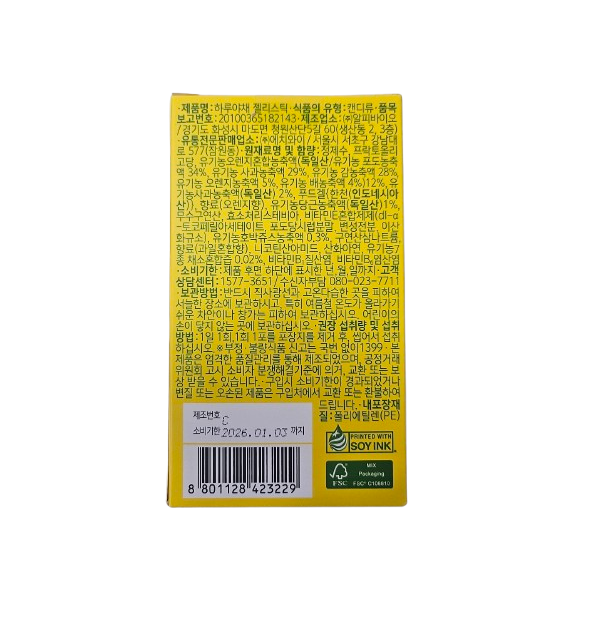 ·제품명: 하루야채 젤리스틱·식품의 유형: 캔디류·품목
보고번호: 20100365182143·제조업소: ㈜알피바이오
/경기도 화성시 마도면 청원산단5길 60(생산동 2, 3층)
·유통전문판매업소: ㈜에치와이/ 서울시 서초구 강남대
로 577(잠원동)·원재료명 및 함량: 정제수, 프락토올리
고당, 유기농오렌지혼합농축액(독일산/유기농 포도농축
액 34%, 유기농 사과농축액 29%, 유기농 감농축액 28%,
유기농 오렌지농축액 5%, 유기농 배농축액 4%)12%, 유
기농사과농축액(독일산) 2%, 푸드겔(한천(인도네시아
산)), 향료(오렌지향), 유기농당근농축액(독일산)1%,
무수구연산, 효소처리스테비아, 비타민E혼합제제(dl-α
-토코페릴아세테이트, 포도당시럽분말, 변성전분, 이산
화규소), 유기농호박쥬스농축액 0.3%, 구연산삼나트륨,
향료(과일혼합향), 니코틴산아미드, 산화아연, 유기농7
종 채소혼합즙 0.02%, 비타민B₁질산염, 비타민B₆염산염
·소비기한: 제품 후면 하단에 표시한 년.월.일까지·고객
상담센터: 1577-3651/수신자부담 080-023-7711
·보관방법: 반드시 직사광선과 고온다습한 곳을 피하여
서늘한 장소에 보관하시고, 특히 여름철 온도가 올라가기
쉬운 차안이나 창가는 피하여 보관하십시오. 어린이의
손이 닿지 않는 곳에 보관하십시오·권장 섭취량 및 섭취
방법: 1일 1회,1회 1포를 포장지를 제거 후, 씹어서 섭취
하십시오 ※부정·불량식품 신고는 국번 없이1399·본
제품은 엄격한 품질관리를 통해 제조되었으며, 공정거래
위원회 고시 소비자 분쟁해결기준에 의거, 교환 또는 보
상 받을 수 있습니다.·구입시 소비기한이 경과되었거나
변질 또는 오손된 제품은 구입처에서 교환 또는 환불하여
드립니다.·내포장재
질: 폴리에틸렌(PE)
제조번호 C
소비기한 2026.01.03 까지
8 801128 423229
PRINTED WITH
SOY INK
FSC
MIX
Packaging
FSC® C106910